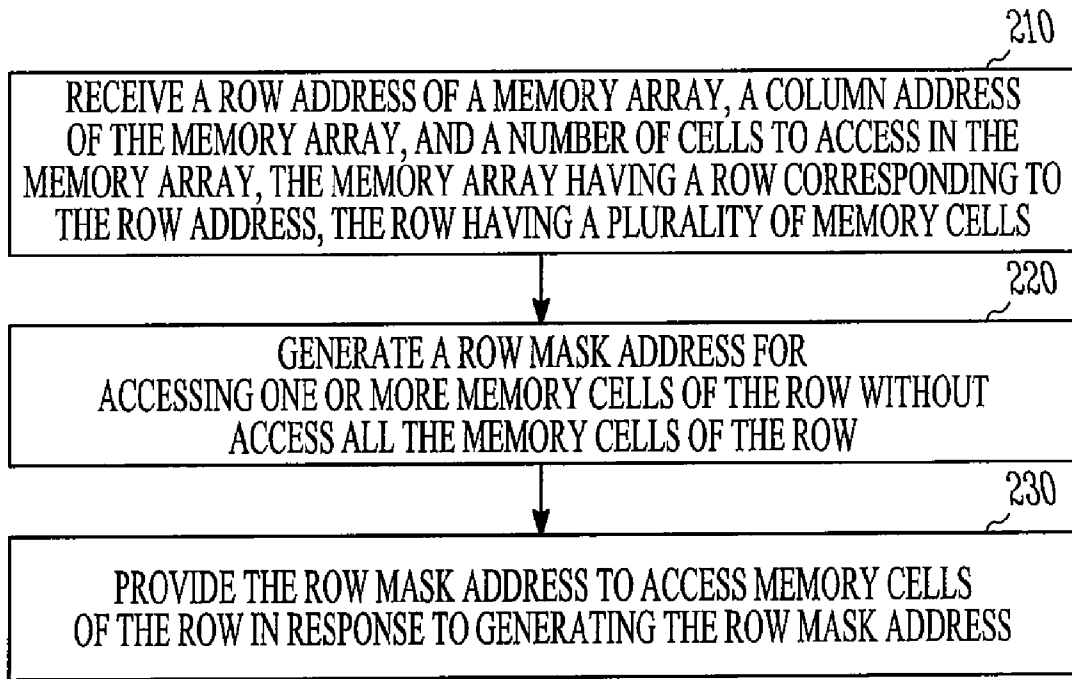 210
RECEIVE A ROW ADDRESS OF A MEMORY ARRAY, A COLUMN ADDRESS
OF THE MEMORY ARRAY, AND A NUMBER OF CELLS TO ACCESS IN THE
MEMORY ARRAY, THE MEMORY ARRAY HAVING A ROW CORRESPONDING TO
THE ROW ADDRESS, THE ROW HAVING A PLURALITY OF MEMORY CELLS
220
GENERATE A ROW MASK ADDRESS FOR
ACCESSING ONE OR MORE MEMORY CELLS OF THE ROW WITHOUT
ACCESS ALL THE MEMORY CELLS OF THE ROW
230
PROVIDE THE ROW MASK ADDRESS TO ACCESS MEMORY CELLS
OF THE ROW IN RESPONSE TO GENERATING THE ROW MASK ADDRESS